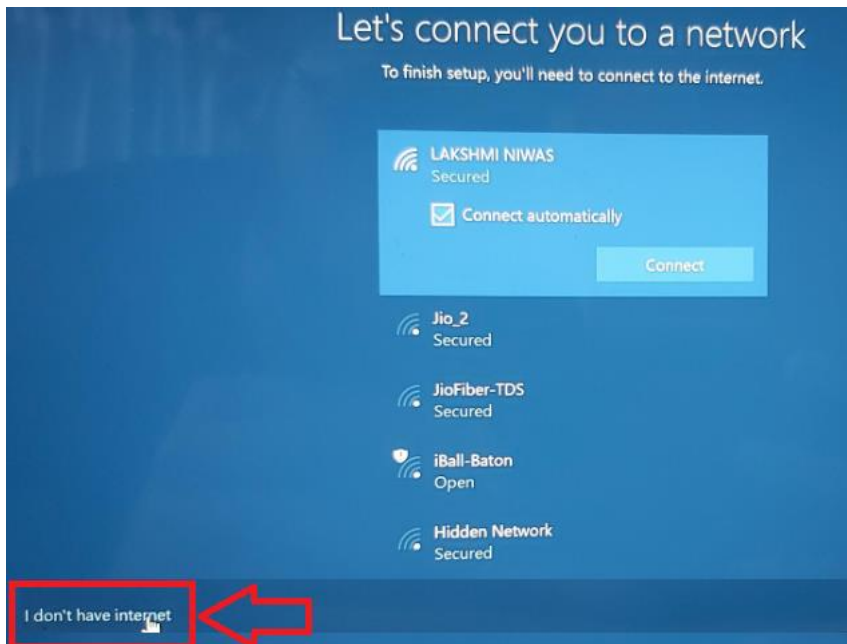 Let's connect you to a network
To finish setup, you'll need to connect to the internet.
LAKSHMI NIWAS
Secured
Connect automatically
Connect
Jio_2
Secured
JioFiber-TDS
Secured
iBall-Baton
Open
Hidden Network
Secured
I don't have internet